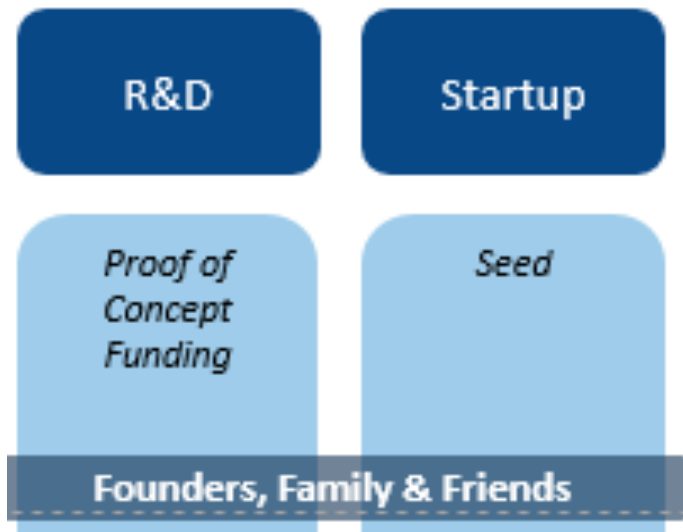 R&D
Startup
Proof of
Concept
Funding
Seed
Founders, Family & Friends